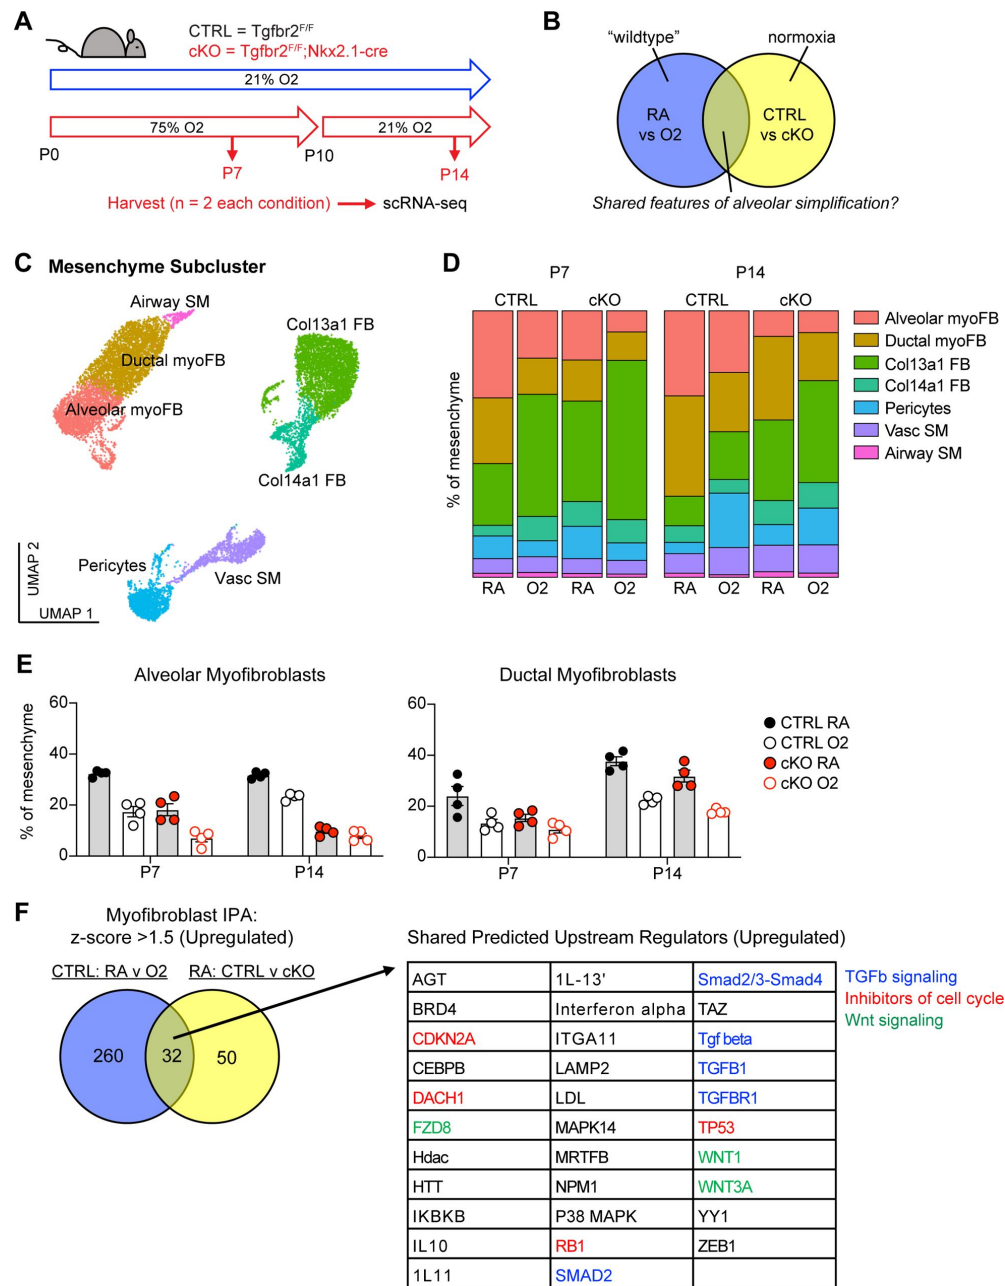 A
CTRL = Tgfbr2F/F
cKO = Tgfbr2F/F;Nkx2.1-cre
21% O2
75% O2
21% O2
P0
P7
P10
P14
Harvest (n = 2 each condition)
scRNA-seq
B
“wildtype”
normoxia
RA
vs O2
CTRL
vs cKO
Shared features of alveolar simplification?
C
Mesenchyme Subcluster
Airway SM
Ductal myoFB
Alveolar myoFB
Col13a1 FB
Col14a1 FB
Pericytes
Vasc SM
UMAP 2
UMAP 1
D
P7
P14
CTRL
cKO
CTRL
cKO
% of mesenchyme
RA
O2
RA
O2
RA
O2
RA
O2
Alveolar myoFB
Ductal myoFB
Col13a1 FB
Col14a1 FB
Pericytes
Vasc SM
Airway SM
E
Alveolar Myofibroblasts
% of mesenchyme
60
40
20
0
P7
P14
Ductal Myofibroblasts
60
40
20
0
P7
P14
CTRL RA
CTRL O2
cKO RA
cKO O2
F
Myofibroblast IPA:
z-score >1.5 (Upregulated)
CTRL: RA v O2
RA: CTRL v cKO
260
32
50
Shared Predicted Upstream Regulators (Upregulated)
AGT 1L-13' Smad2/3-Smad4
BRD4 Interferon alpha TAZ
CDKN2A ITGA11 Tgf beta
CEBPB LAMP2 TGFB1
DACH1 LDL TGFBR1
FZD8 MAPK14 TP53
Hdac MRTFB WNT1
HTT NPM1 WNT3A
IKBKB P38 MAPK YY1
IL10 RB1 ZEB1
1L11 SMAD2
TGFb signaling
Inhibitors of cell cycle
Wnt signaling